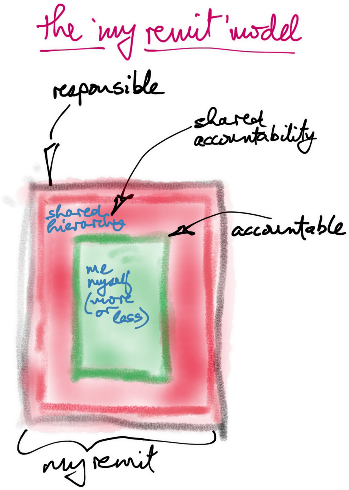 the 'my remit' model
responsible
shared
accountability
shared
hierarchy
accountable
me
myself
(more
or
less)
my remit